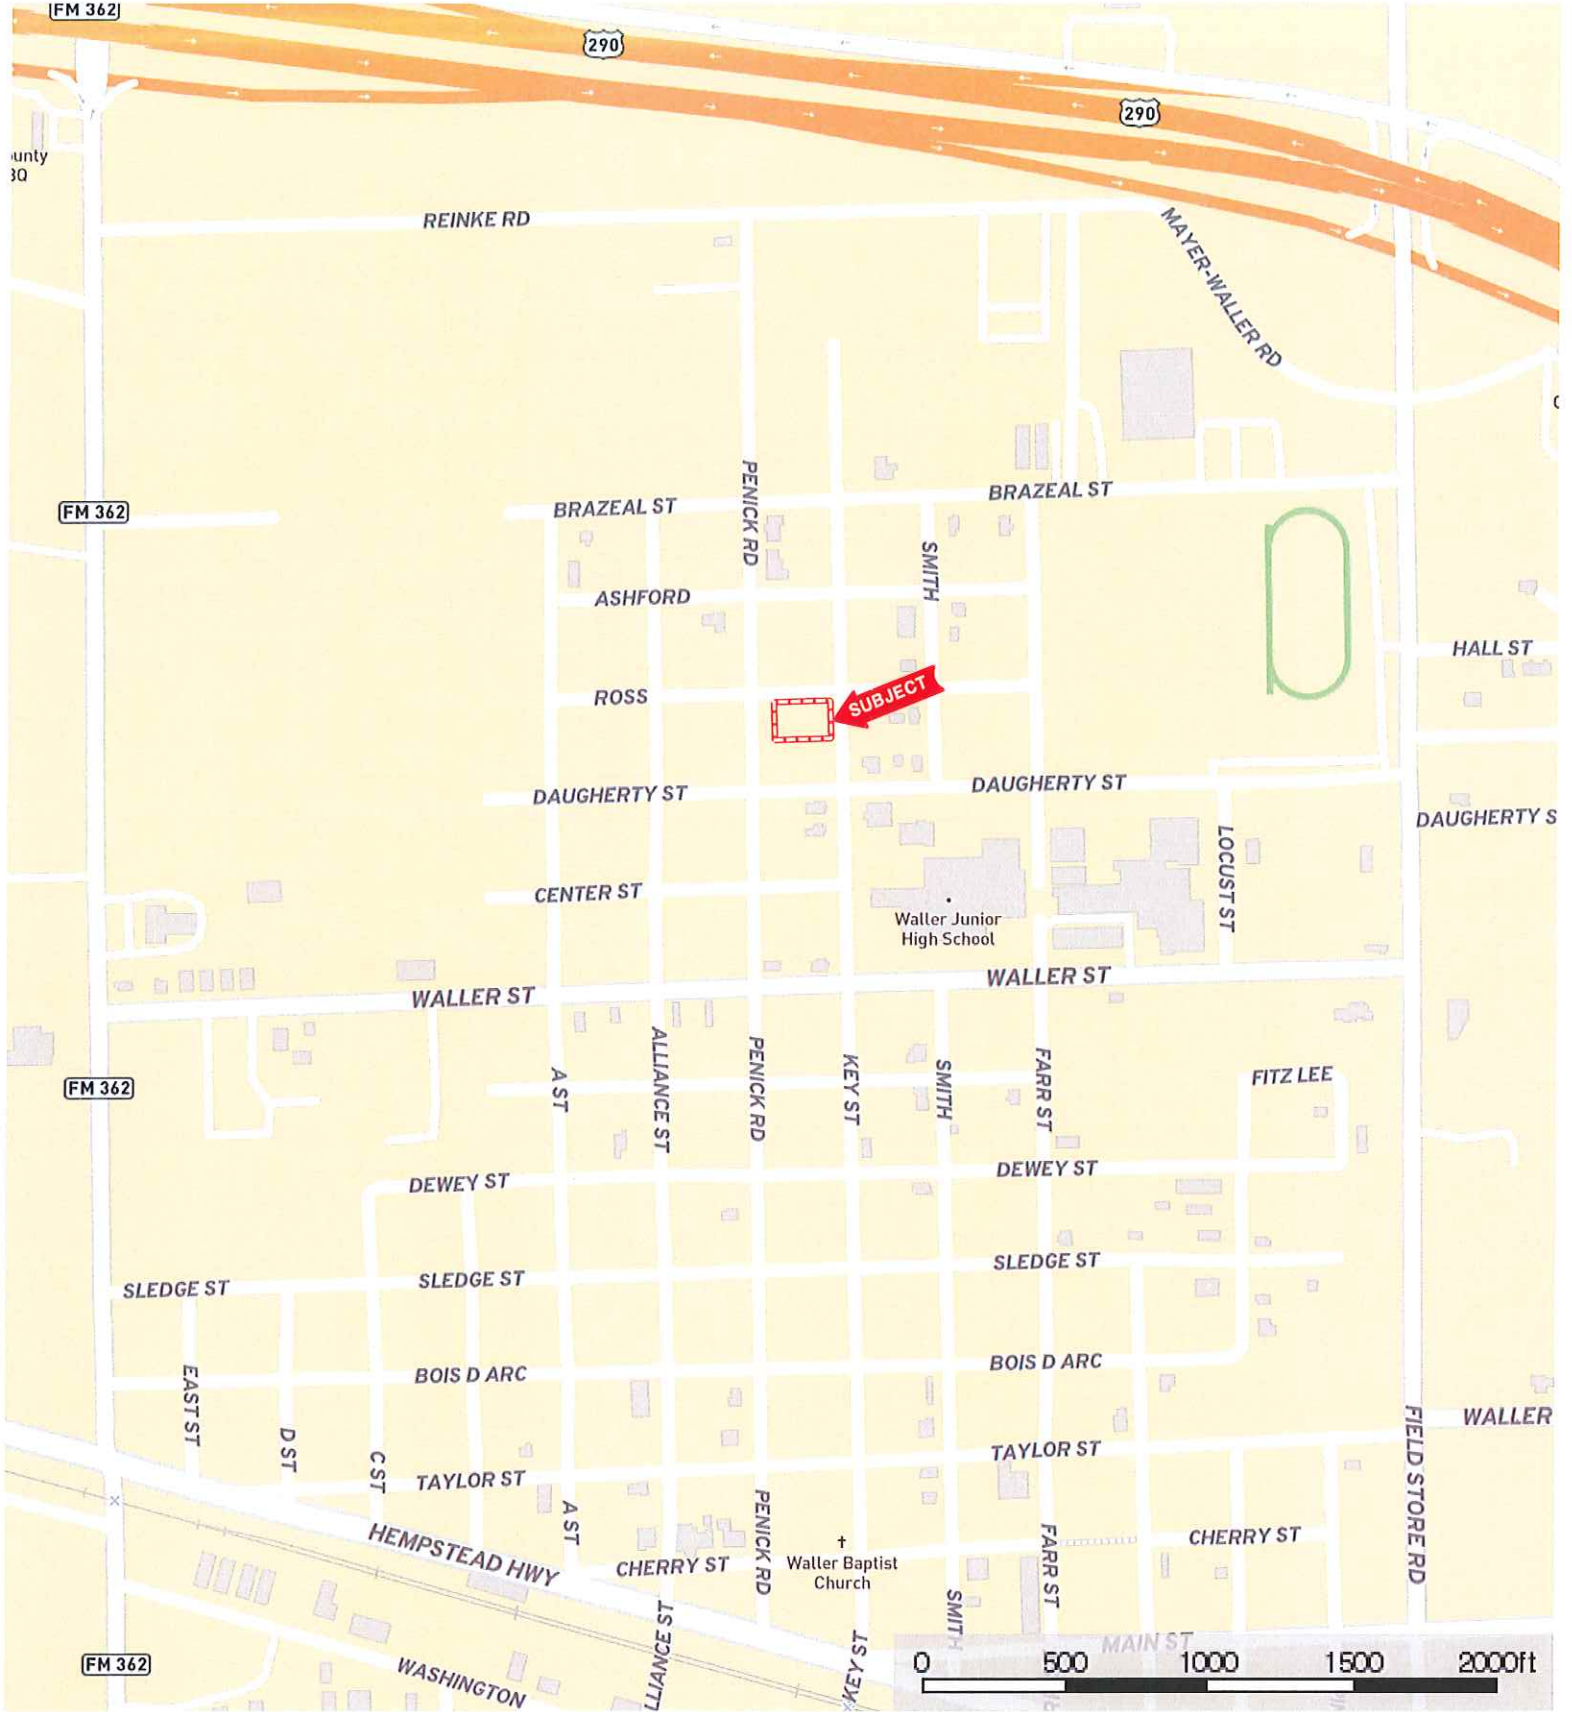 FM 362
290
290
unty
BQ
REINKE RD
MAYER-WALLER RD
PENICK RD
BRAZEAL ST
BRAZEAL ST
FM 362
SMITH
ASHFORD
HALL ST
ROSS
SUBJECT
DAUGHERTY ST
DAUGHERTY ST
DAUGHERTY S
LOCUST ST
CENTER ST
Waller Junior
High School
WALLER ST
WALLER ST
ALLIANCE ST
PENICK RD
KEY ST
SMITH
FARR ST
A ST
FITZ LEE
FM 362
DEWEY ST
DEWEY ST
SLEDGE ST
SLEDGE ST
SLEDGE ST
BOIS D ARC
BOIS D ARC
EAST ST
D ST
C ST
FIELD STORE RD
WALLER
TAYLOR ST
TAYLOR ST
A ST
PENICK RD
HEMPSTEAD HWY
CHERRY ST
Waller Baptist
Church
FARR ST
CHERRY ST
SMITH
LLIANCE ST
KEY ST
MAIN ST
FM 362
WASHINGTON
0 500 1000 1500 2000ft